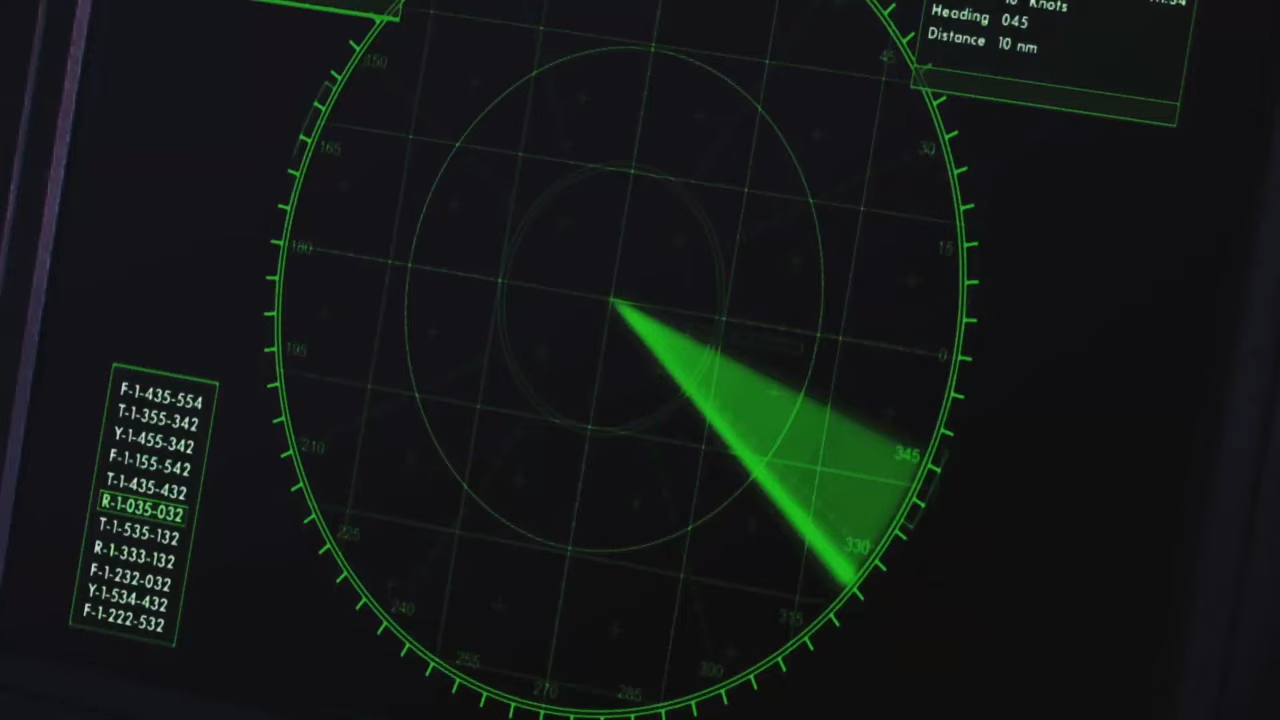 Knots
Heading 045
Distance 10 nm
45
150
30
165
15
180
0
195
345
210
330
225
315
240
300
255
285
270
F-1-435-554
T-1-355-342
Y-1-455-342
F-1-155-542
T-1-435-432
R-1-035-032
T-1-535-132
R-1-333-132
F-1-232-032
Y-1-534-432
F-1-222-532